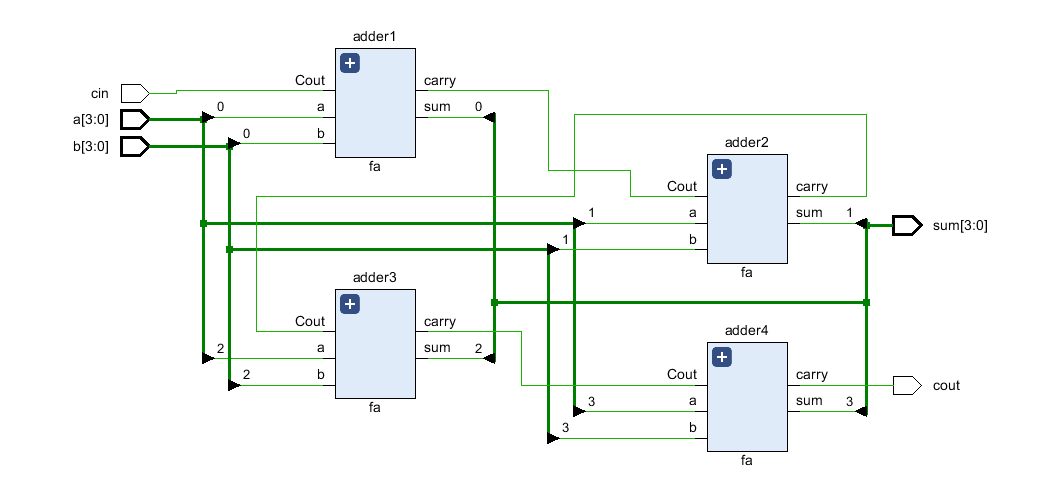 adder1
cin
Cout
carry
a[3:0]
0
a
sum
0
b[3:0]
0
b
fa
adder2
Cout
carry
1
a
sum
1
sum[3:0]
1
b
fa
adder3
Cout
carry
2
a
sum
2
2
b
fa
adder4
Cout
carry
cout
3
a
sum
3
3
b
fa